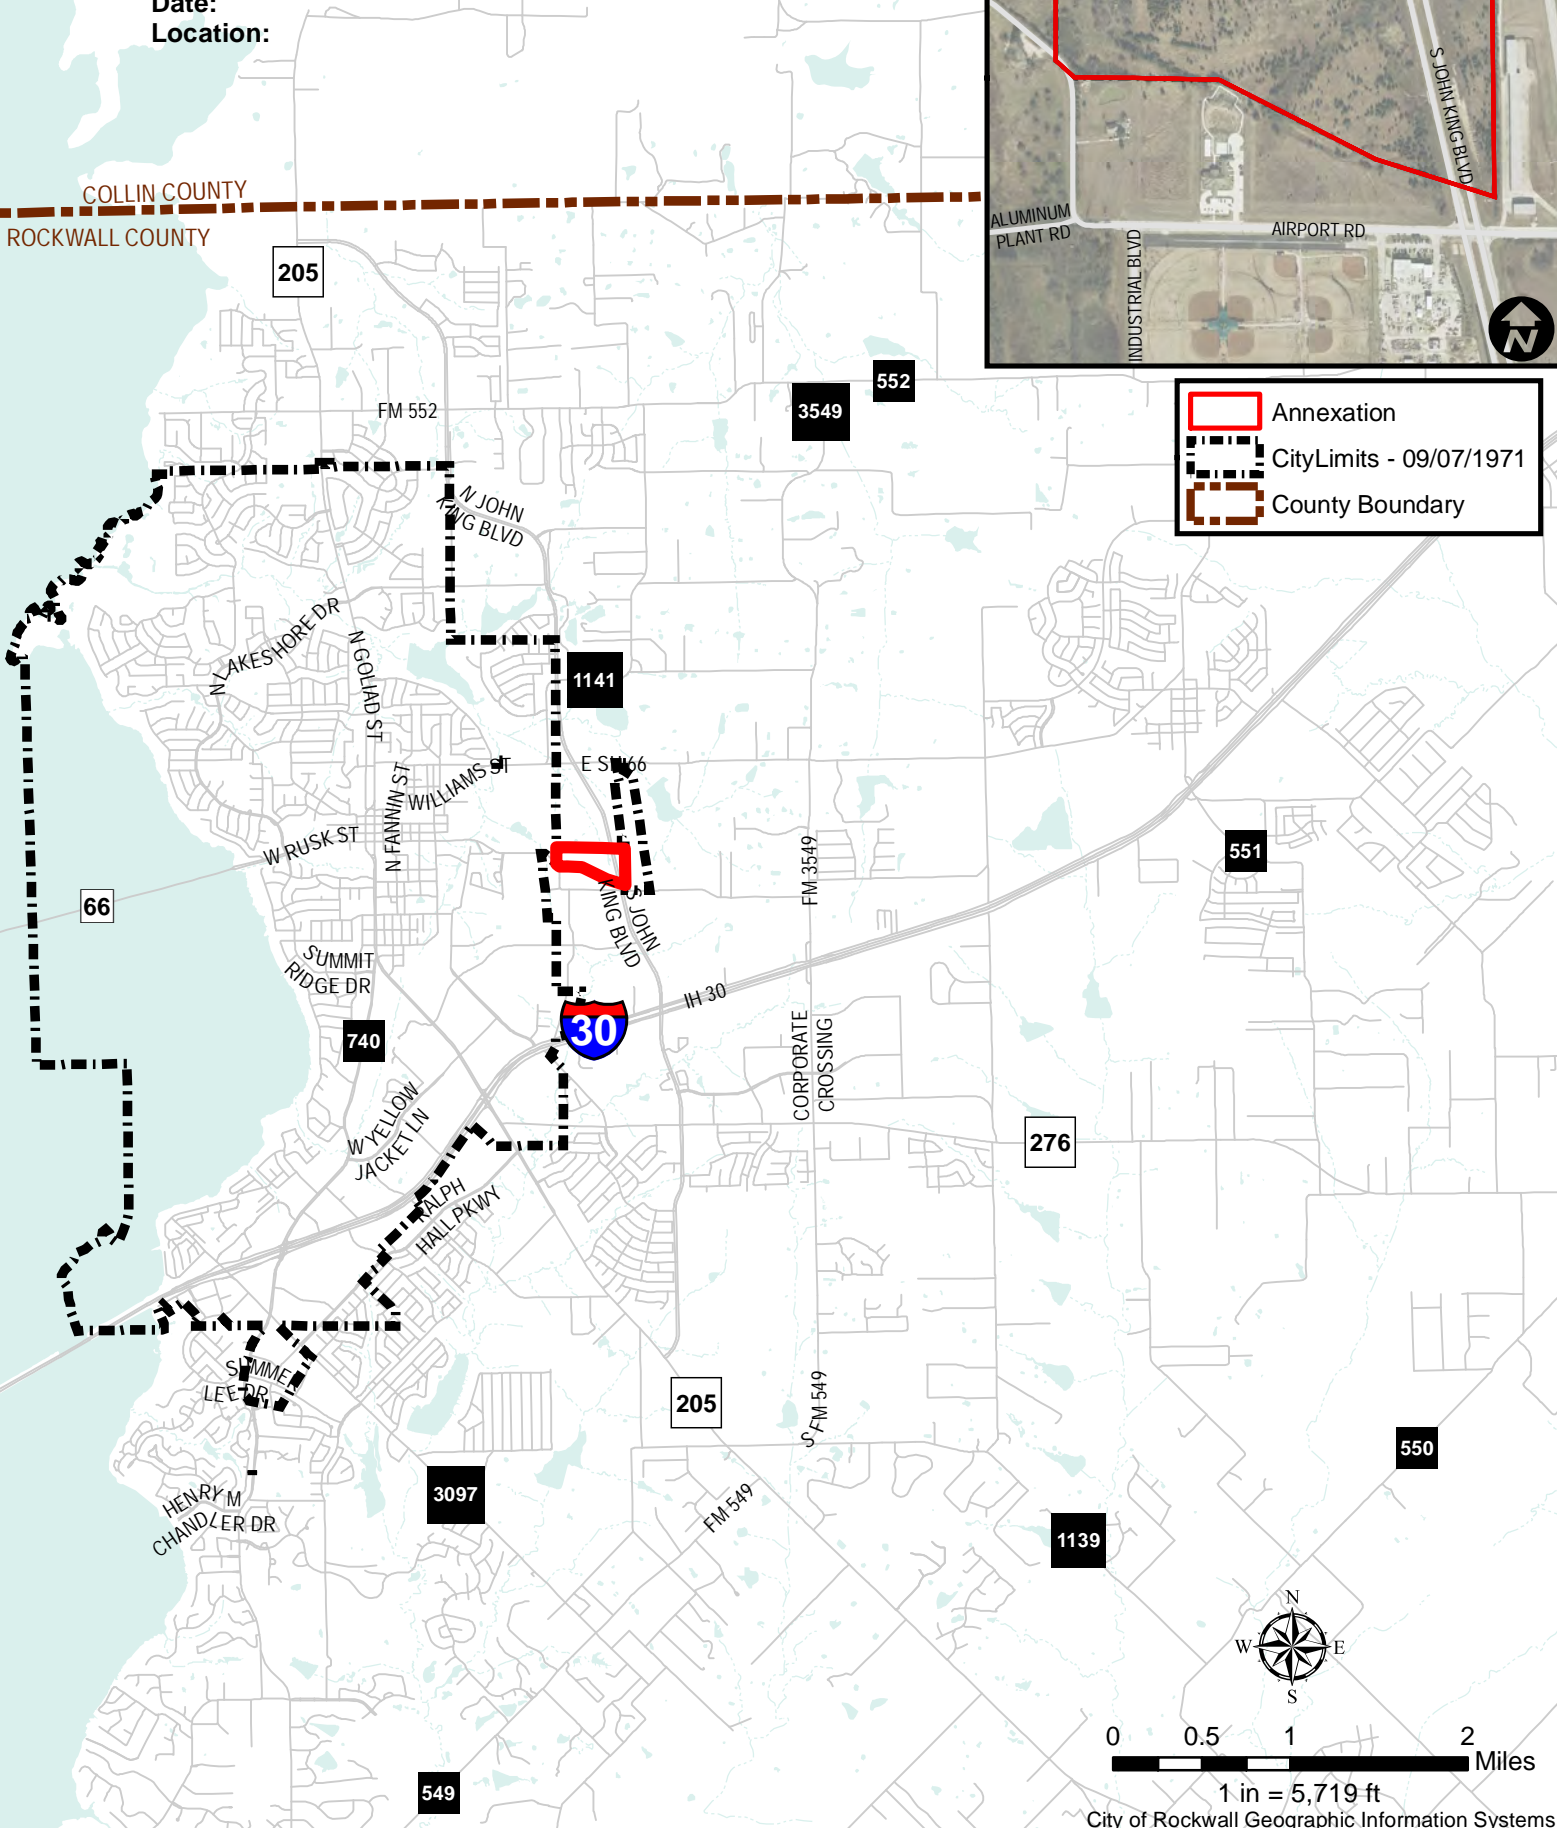 Date:
Location:
S JOHN KING BLVD
ALUMINUM
PLANT RD
AIRPORT RD
INDUSTRIAL BLVD
N
COLLIN COUNTY
ROCKWALL COUNTY
205
552
3549
FM 552
Annexation
CityLimits - 09/07/1971
County Boundary
N JOHN
KING BLVD
N LAKESHORE DR
N GOLIAD ST
1141
E SH 66
WILLIAMS ST
N FANNIN ST
W RUSK ST
FM 3549
551
66
S JOHN
KING BLVD
SUMMIT
RIDGE DR
IH 30
30
740
CORPORATE
CROSSING
W YELLOW
JACKET LN
276
RALPH
HALL PKWY
SUMMER
LEE DR
205
S FM 549
550
3097
HENRY M
CHANDLER DR
FM 549
1139
N
W
E
S
0 0.5 1 2
Miles
549
1 in = 5,719 ft
City of Rockwall Geographic Information Systems